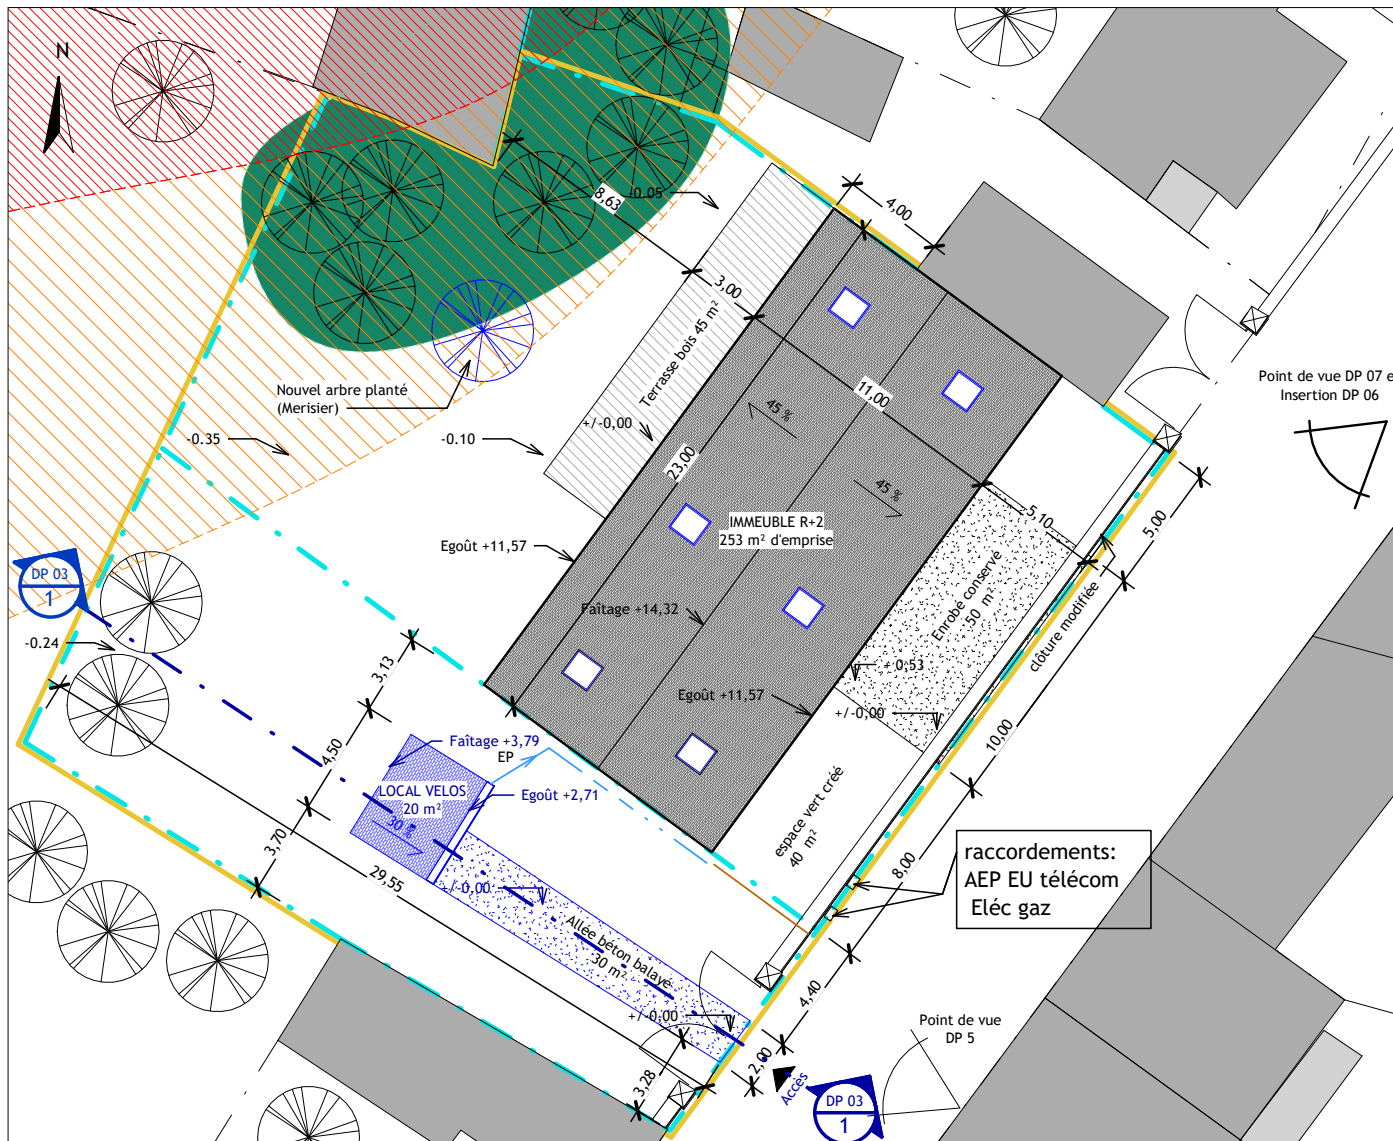 N
8,63
-0.05
4,00
3,00
Terrasse bois 45 m²
+/-0,00
Nouvel arbre planté
(Merisier)
-0.35
-0.10
11,00
45 %
45 %
23,00
IMMEUBLE R+2
253 m² d'emprise
Egoût +11,57
Faîtage +14,32
Egoût +11,57
Point de vue DP 07 e
Insertion DP 06
5,10
5,00
Enrobé conservé
50 m²
clôture modifiée
+ 0,53
+/-0,00
10,00
DP 03
1
-0.24
3,13
4,50
3,70
Faîtage +3,79
EP
LOCAL VELOS
20 m²
30 %
Egoût +2,71
29,55
+/-0,00
Allée béton balayé
30 m²
+/-0,00
espace vert créé
40 m²
8,00
raccordements:
AEP EU télécom
Eléc gaz
4,40
2,00
3,28
Accès
Point de vue
DP 5
DP 03
1